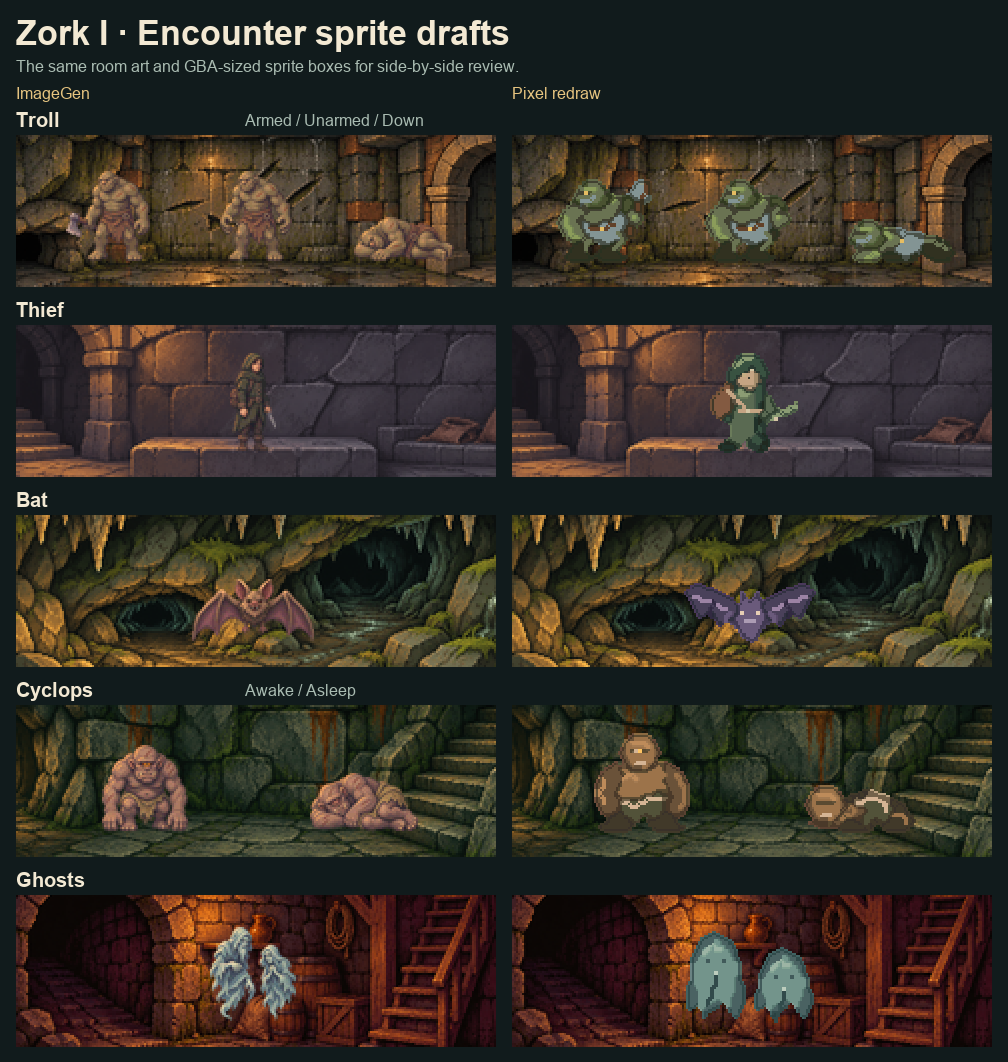 Zork I · Encounter sprite drafts
The same room art and GBA-sized sprite boxes for side-by-side review.
ImageGen
Pixel redraw
Troll
Armed / Unarmed / Down
Thief
Bat
Cyclops
Awake / Asleep
Ghosts